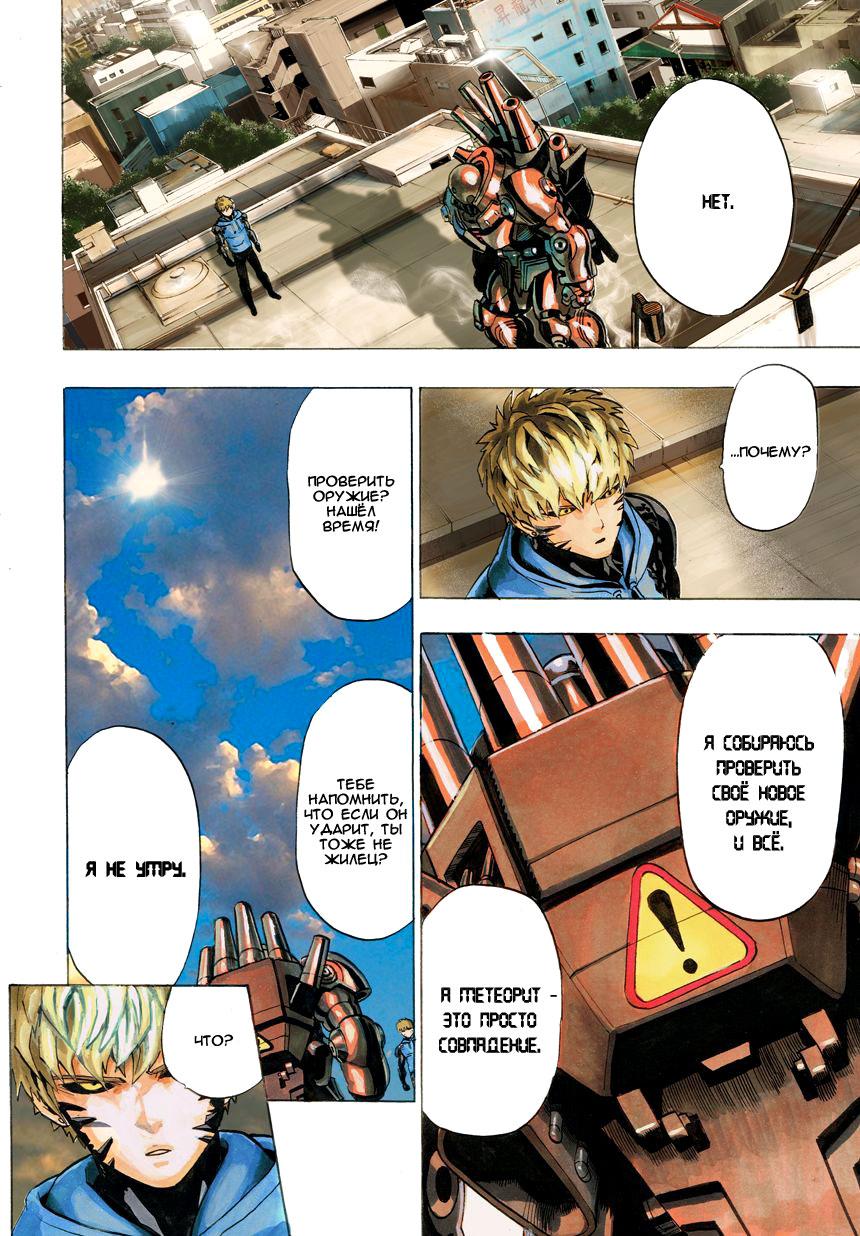 НЕТ.
...ПОЧЕМУ?
Я СОБИРАЮСЬ
ПРОВЕРИТЬ
СВОЁ НОВОЕ
ОРУЖИЕ,
И ВСЁ.
А МЕТЕОРИТ -
ЭТО ПРОСТО
СОВПАДЕНИЕ.
ПРОВЕРИТЬ
ОРУЖИЕ?
НАШЁЛ
ВРЕМЯ!
ТЕБЕ
НАПОМНИТЬ,
ЧТО ЕСЛИ ОН
УДАРИТ, ТЫ
ТОЖЕ НЕ
ЖИЛЕЦ?
Я НЕ УМРУ.
ЧТО?